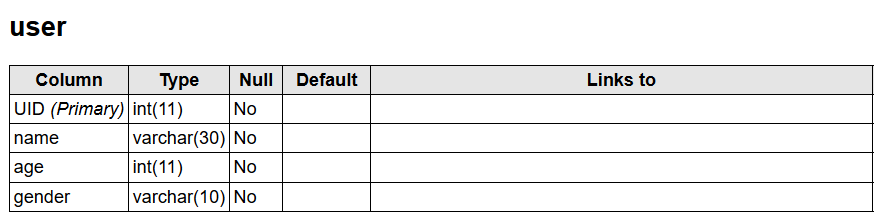 user
Column Type Null Default Links to
UID (Primary) int(11) No
name varchar(30) No
age int(11) No
gender varchar(10) No